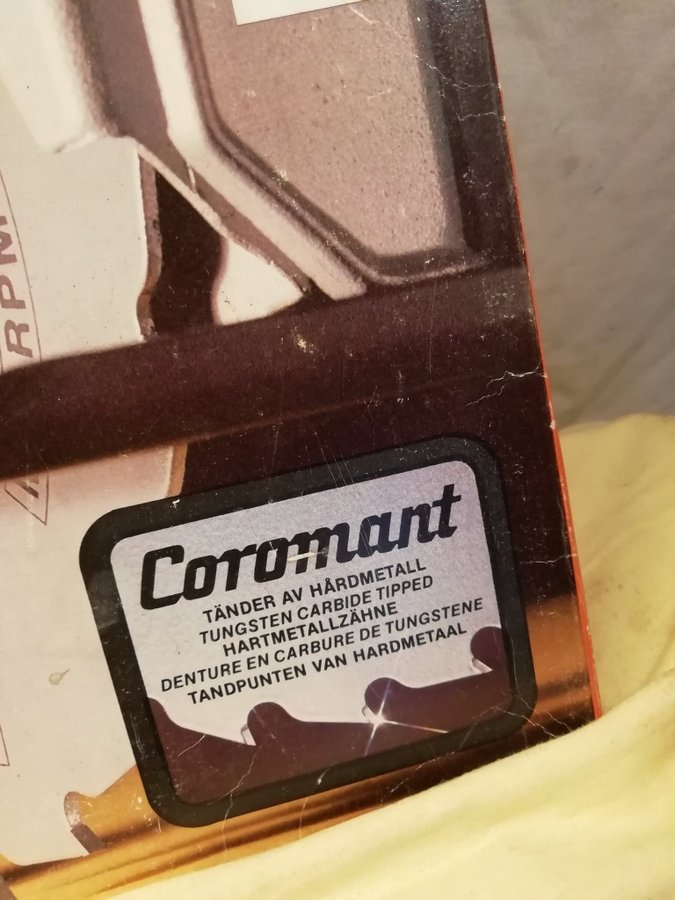 RPM
Coromant
TÄNDER AV HÅRDMETALL
TUNGSTEN CARBIDE TIPPED
HARTMETALLZÄHNE
DENTURE EN CARBURE DE TUNGSTENE
TANDPUNTEN VAN HARDMETAAL